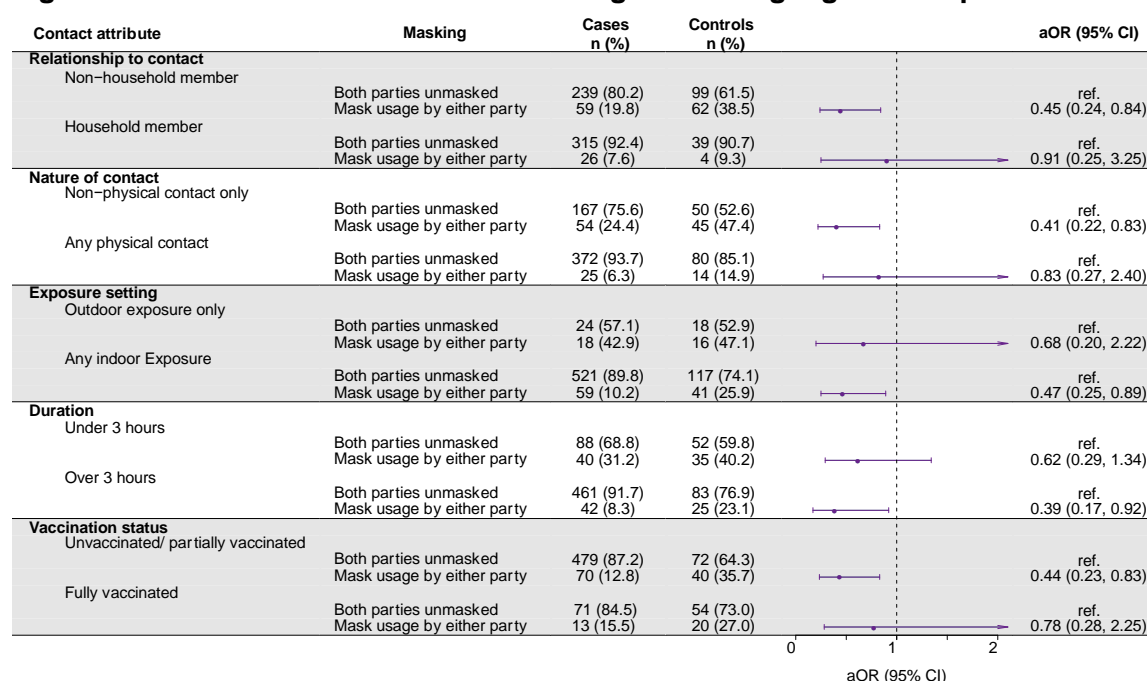 Contact attribute Masking Cases n (%) Controls n (%) aOR (95% CI)
Relationship to contact
Non−household member
Both parties unmasked 239 (80.2) 99 (61.5) ref.
Mask usage by either party 59 (19.8) 62 (38.5) 0.45 (0.24, 0.84)
Household member
Both parties unmasked 315 (92.4) 39 (90.7) ref.
Mask usage by either party 26 (7.6) 4 (9.3) 0.91 (0.25, 3.25)
Nature of contact
Non−physical contact only
Both parties unmasked 167 (75.6) 50 (52.6) ref.
Mask usage by either party 54 (24.4) 45 (47.4) 0.41 (0.22, 0.83)
Any physical contact
Both parties unmasked 372 (93.7) 80 (85.1) ref.
Mask usage by either party 25 (6.3) 14 (14.9) 0.83 (0.27, 2.40)
Exposure setting
Outdoor exposure only
Both parties unmasked 24 (57.1) 18 (52.9) ref.
Mask usage by either party 18 (42.9) 16 (47.1) 0.68 (0.20, 2.22)
Any indoor Exposure
Both parties unmasked 521 (89.8) 117 (74.1) ref.
Mask usage by either party 59 (10.2) 41 (25.9) 0.47 (0.25, 0.89)
Duration
Under 3 hours
Both parties unmasked 88 (68.8) 52 (59.8) ref.
Mask usage by either party 40 (31.2) 35 (40.2) 0.62 (0.29, 1.34)
Over 3 hours
Both parties unmasked 461 (91.7) 83 (76.9) ref.
Mask usage by either party 42 (8.3) 25 (23.1) 0.39 (0.17, 0.92)
Vaccination status
Unvaccinated/ partially vaccinated
Both parties unmasked 479 (87.2) 72 (64.3) ref.
Mask usage by either party 70 (12.8) 40 (35.7) 0.44 (0.23, 0.83)
Fully vaccinated
Both parties unmasked 71 (84.5) 54 (73.0) ref.
Mask usage by either party 13 (15.5) 20 (27.0) 0.78 (0.28, 2.25)
0 1 2
aOR (95% CI)